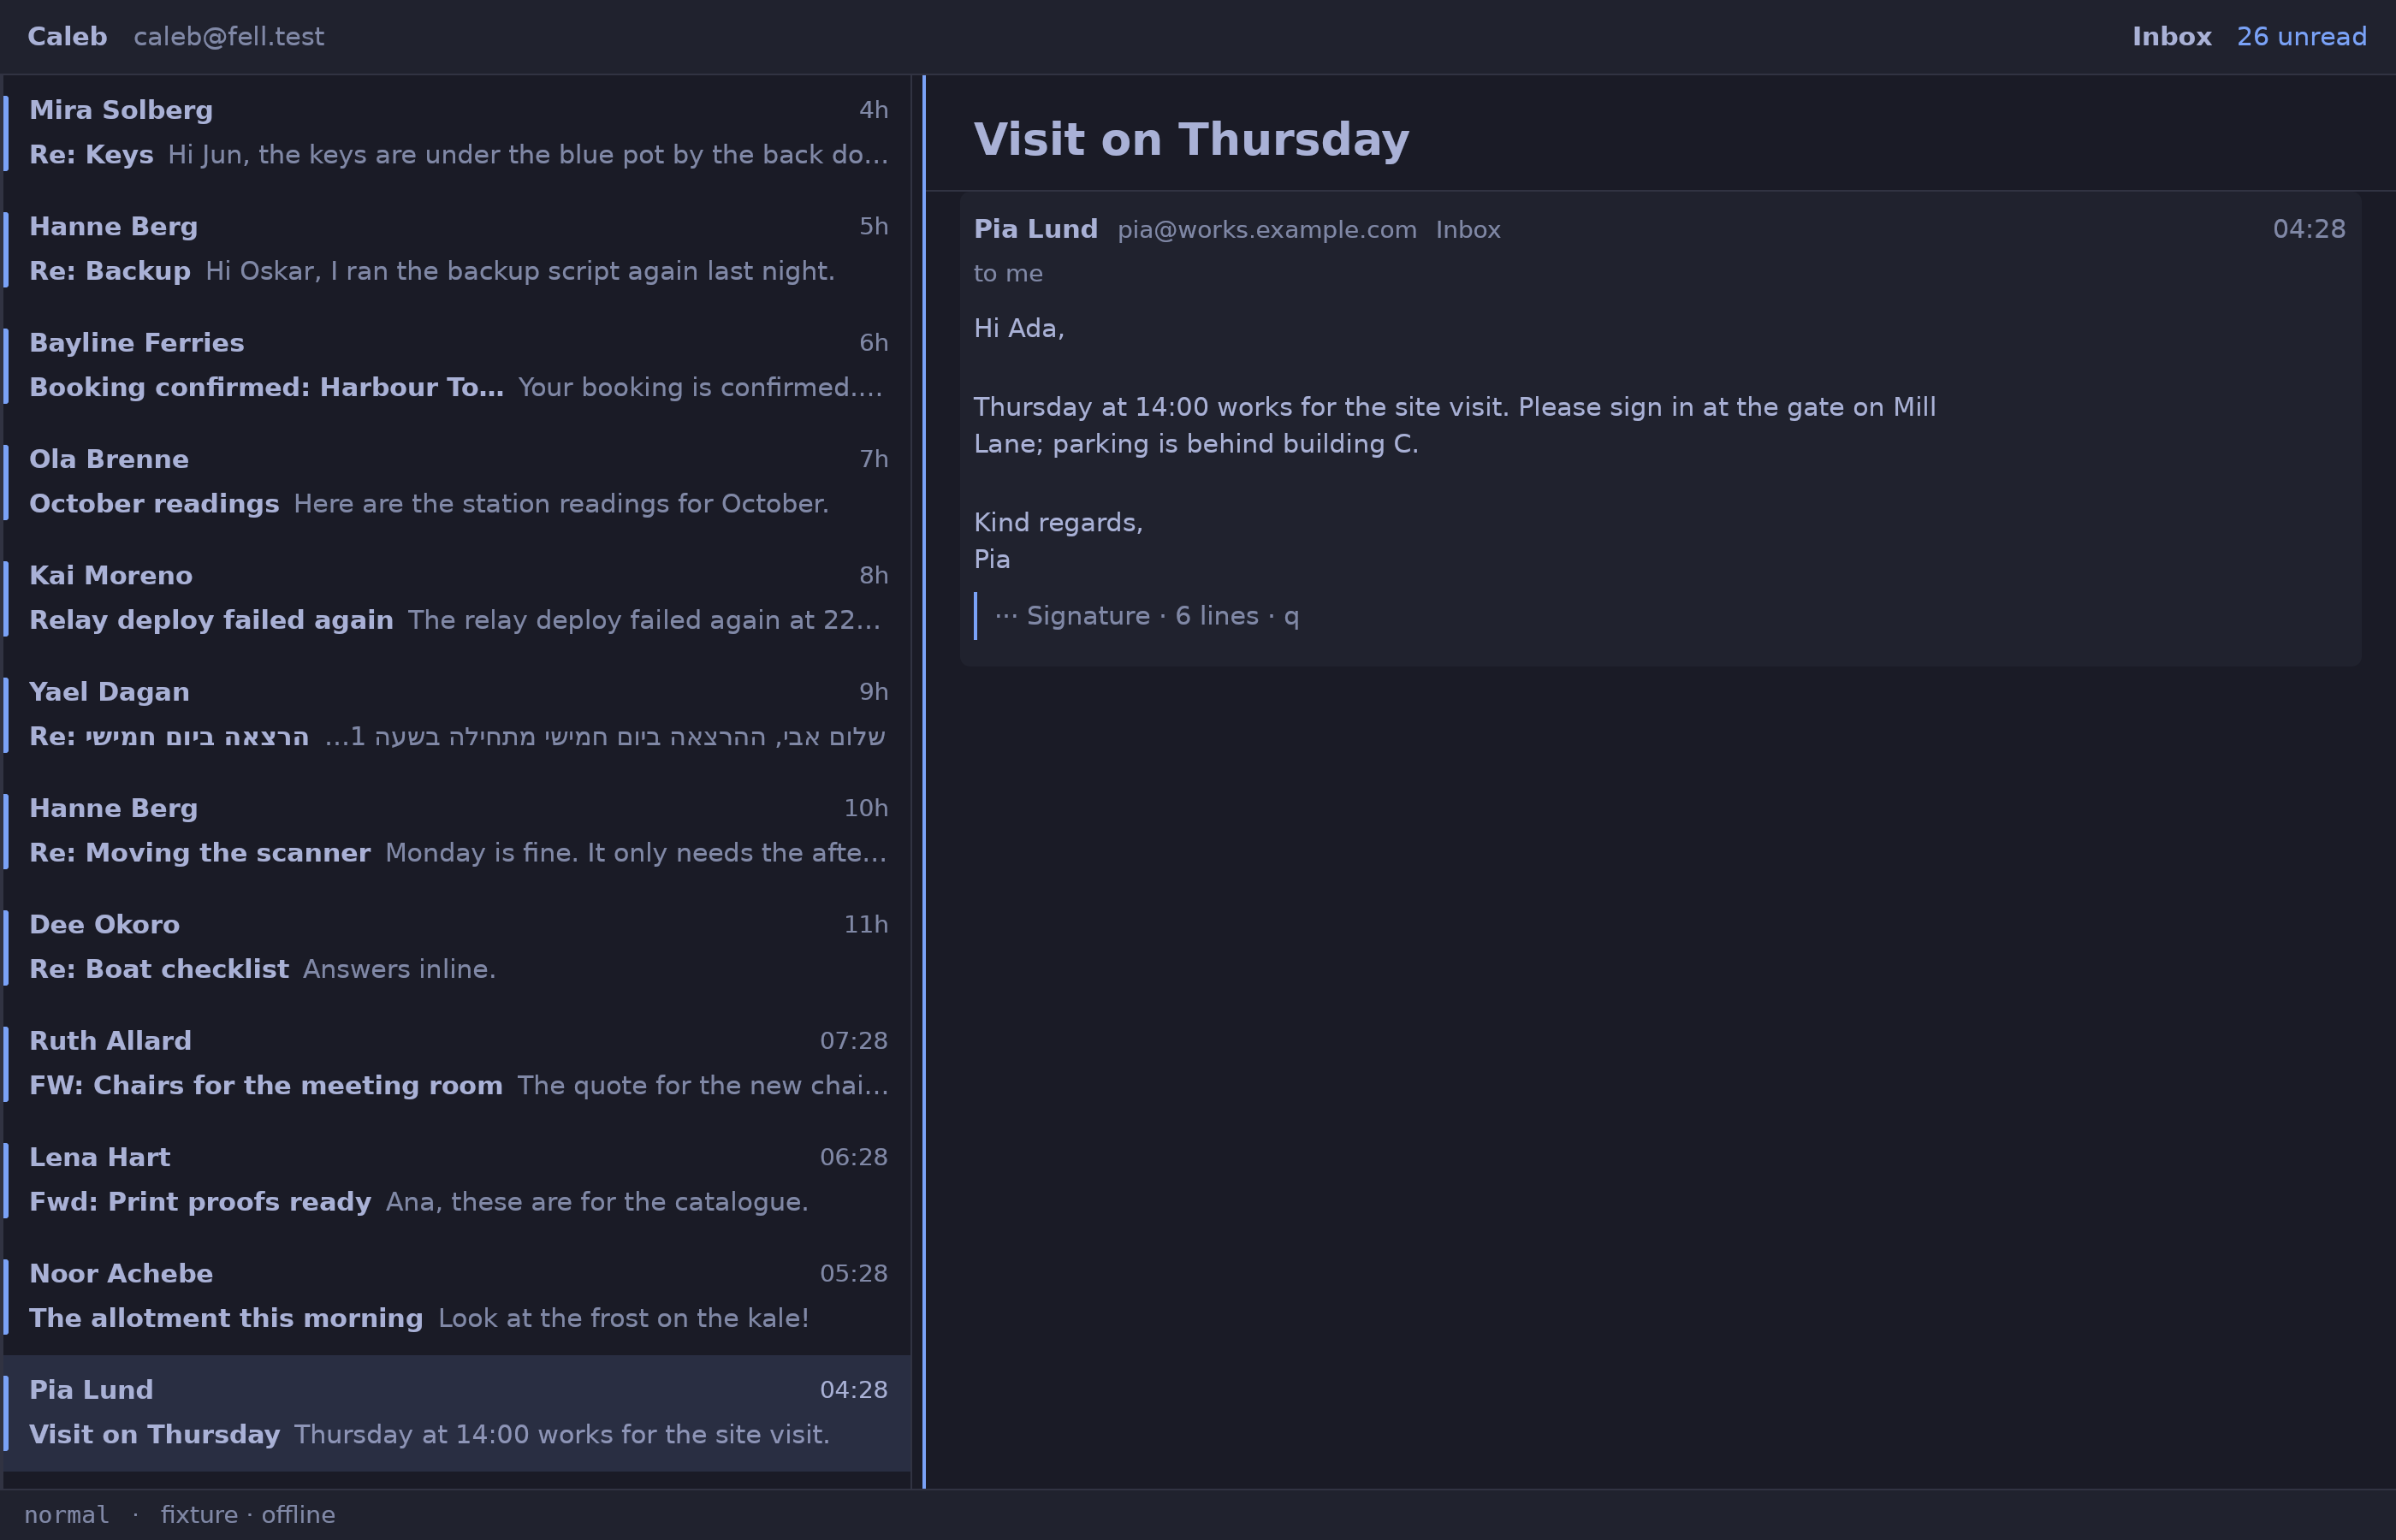 Caleb caleb@fell.test
Inbox 26 unread
Mira Solberg 4h
Re: Keys Hi Jun, the keys are under the blue pot by the back do…
Hanne Berg 5h
Re: Backup Hi Oskar, I ran the backup script again last night.
Bayline Ferries 6h
Booking confirmed: Harbour To… Your booking is confirmed.…
Ola Brenne 7h
October readings Here are the station readings for October.
Kai Moreno 8h
Relay deploy failed again The relay deploy failed again at 22…
Yael Dagan 9h
Re: הרצאה ביום חמישי שלום אבי, ההרצאה ביום חמישי מתחילה בשעה 1…
Hanne Berg 10h
Re: Moving the scanner Monday is fine. It only needs the afte…
Dee Okoro 11h
Re: Boat checklist Answers inline.
Ruth Allard 07:28
FW: Chairs for the meeting room The quote for the new chai…
Lena Hart 06:28
Fwd: Print proofs ready Ana, these are for the catalogue.
Noor Achebe 05:28
The allotment this morning Look at the frost on the kale!
Pia Lund 04:28
Visit on Thursday Thursday at 14:00 works for the site visit.
Visit on Thursday
Pia Lund pia@works.example.com Inbox 04:28
to me
Hi Ada,
Thursday at 14:00 works for the site visit. Please sign in at the gate on Mill
Lane; parking is behind building C.
Kind regards,
Pia
··· Signature · 6 lines · q
normal · fixture · offline